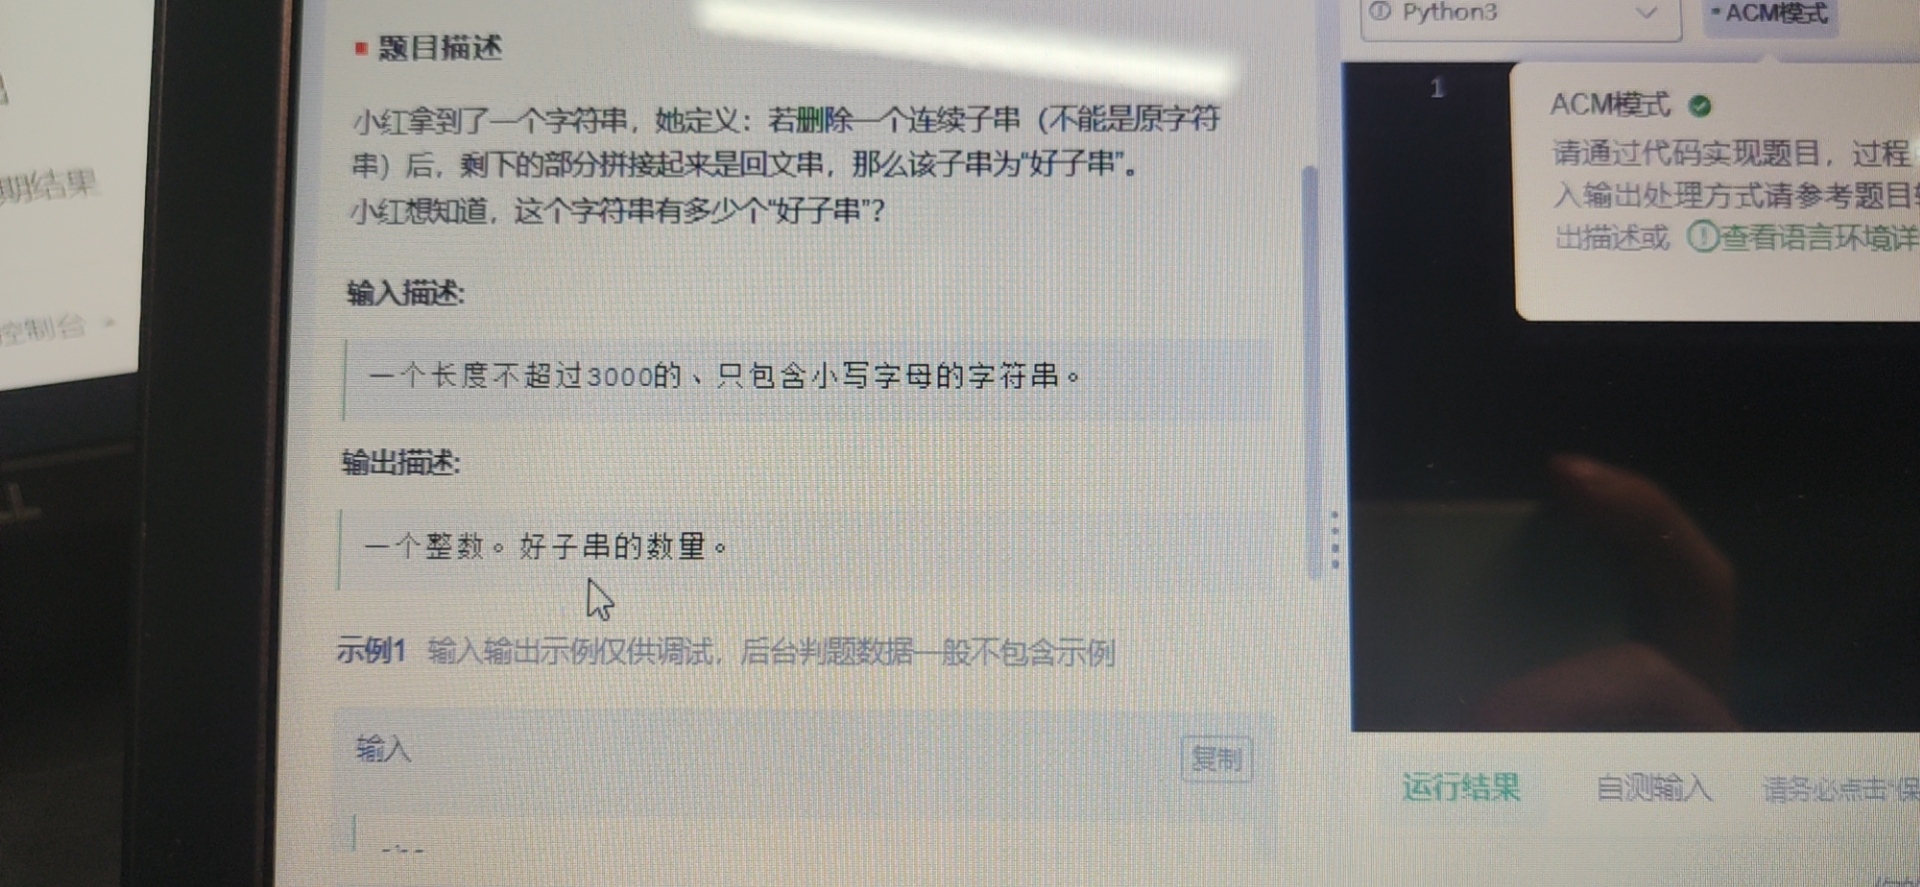 期结果
控制台
题目描述
小红拿到了一个字符串，她定义：若删除一个连续子串（不能是原字符
串）后，剩下的部分拼接起来是回文串，那么该子串为“好子串”。
小红想知道，这个字符串有多少个“好子串”？
输入描述:
一个长度不超过3000的、只包含小写字母的字符串。
输出描述:
一个整数。好子串的数量。
示例1 输入输出示例仅供调试，后台判题数据一般不包含示例
输入
复制
Python3
ACM模式
1
ACM模式
请通过代码实现题目，过程
入输出处理方式请参考题目
出描述或 查看语言环境详
运行结果 自测输入 请务必点击“保